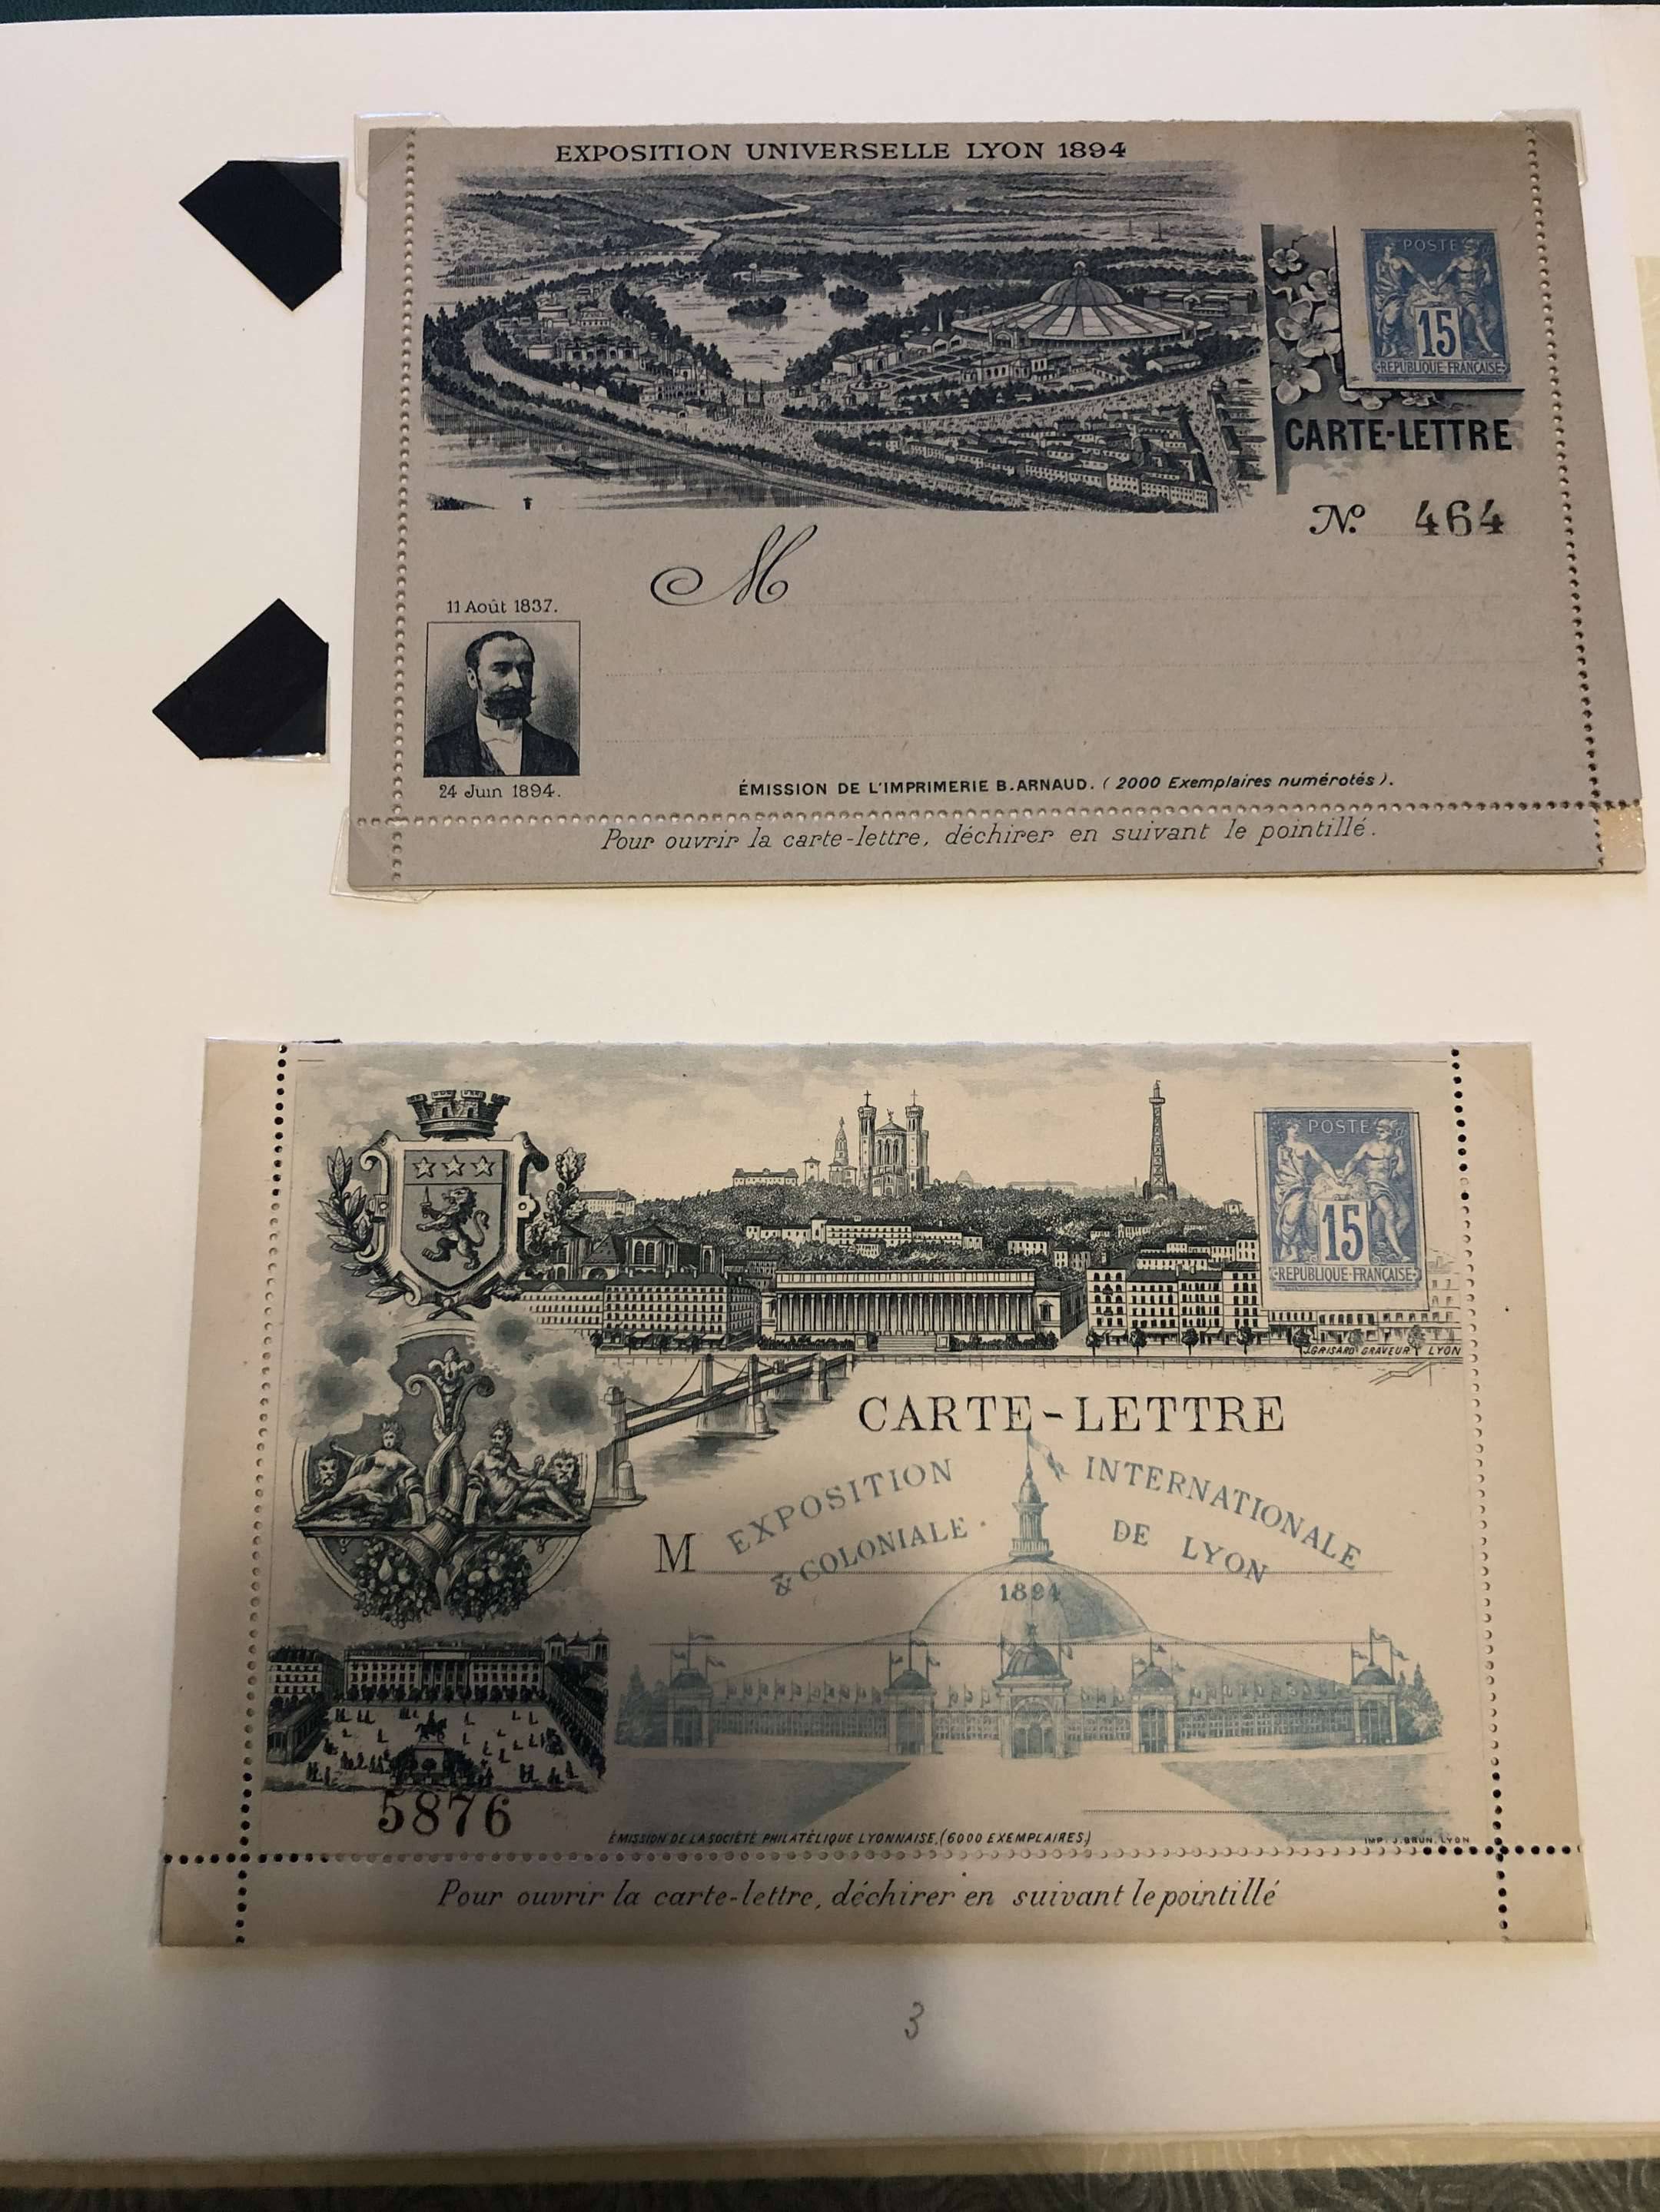 EXPOSITION UNIVERSELLE LYON 1894
POSTE
15
REPUBLIQUE-FRANÇAISE
CARTE-LETTRE
No. 464
M
11 Août 1837.
24 Juin 1894.
ÉMISSION DE L'IMPRIMERIE B. ARNAUD. (2000 Exemplaires numérotés).
Pour ouvrir la carte-lettre, déchirer en suivant le pointillé.
POSTE
15
REPUBLIQUE-FRANÇAISE
J. GRISARD GRAVEUR LYON
CARTE-LETTRE
EXPOSITION INTERNATIONALE
M
& COLONIALE. DE LYON
1894
5876
ÉMISSION DE LA SOCIÉTÉ PHILATÉLIQUE LYONNAISE. (6000 EXEMPLAIRES)
IMP. J. BRUN. LYON
Pour ouvrir la carte-lettre, déchirer en suivant le pointillé
3